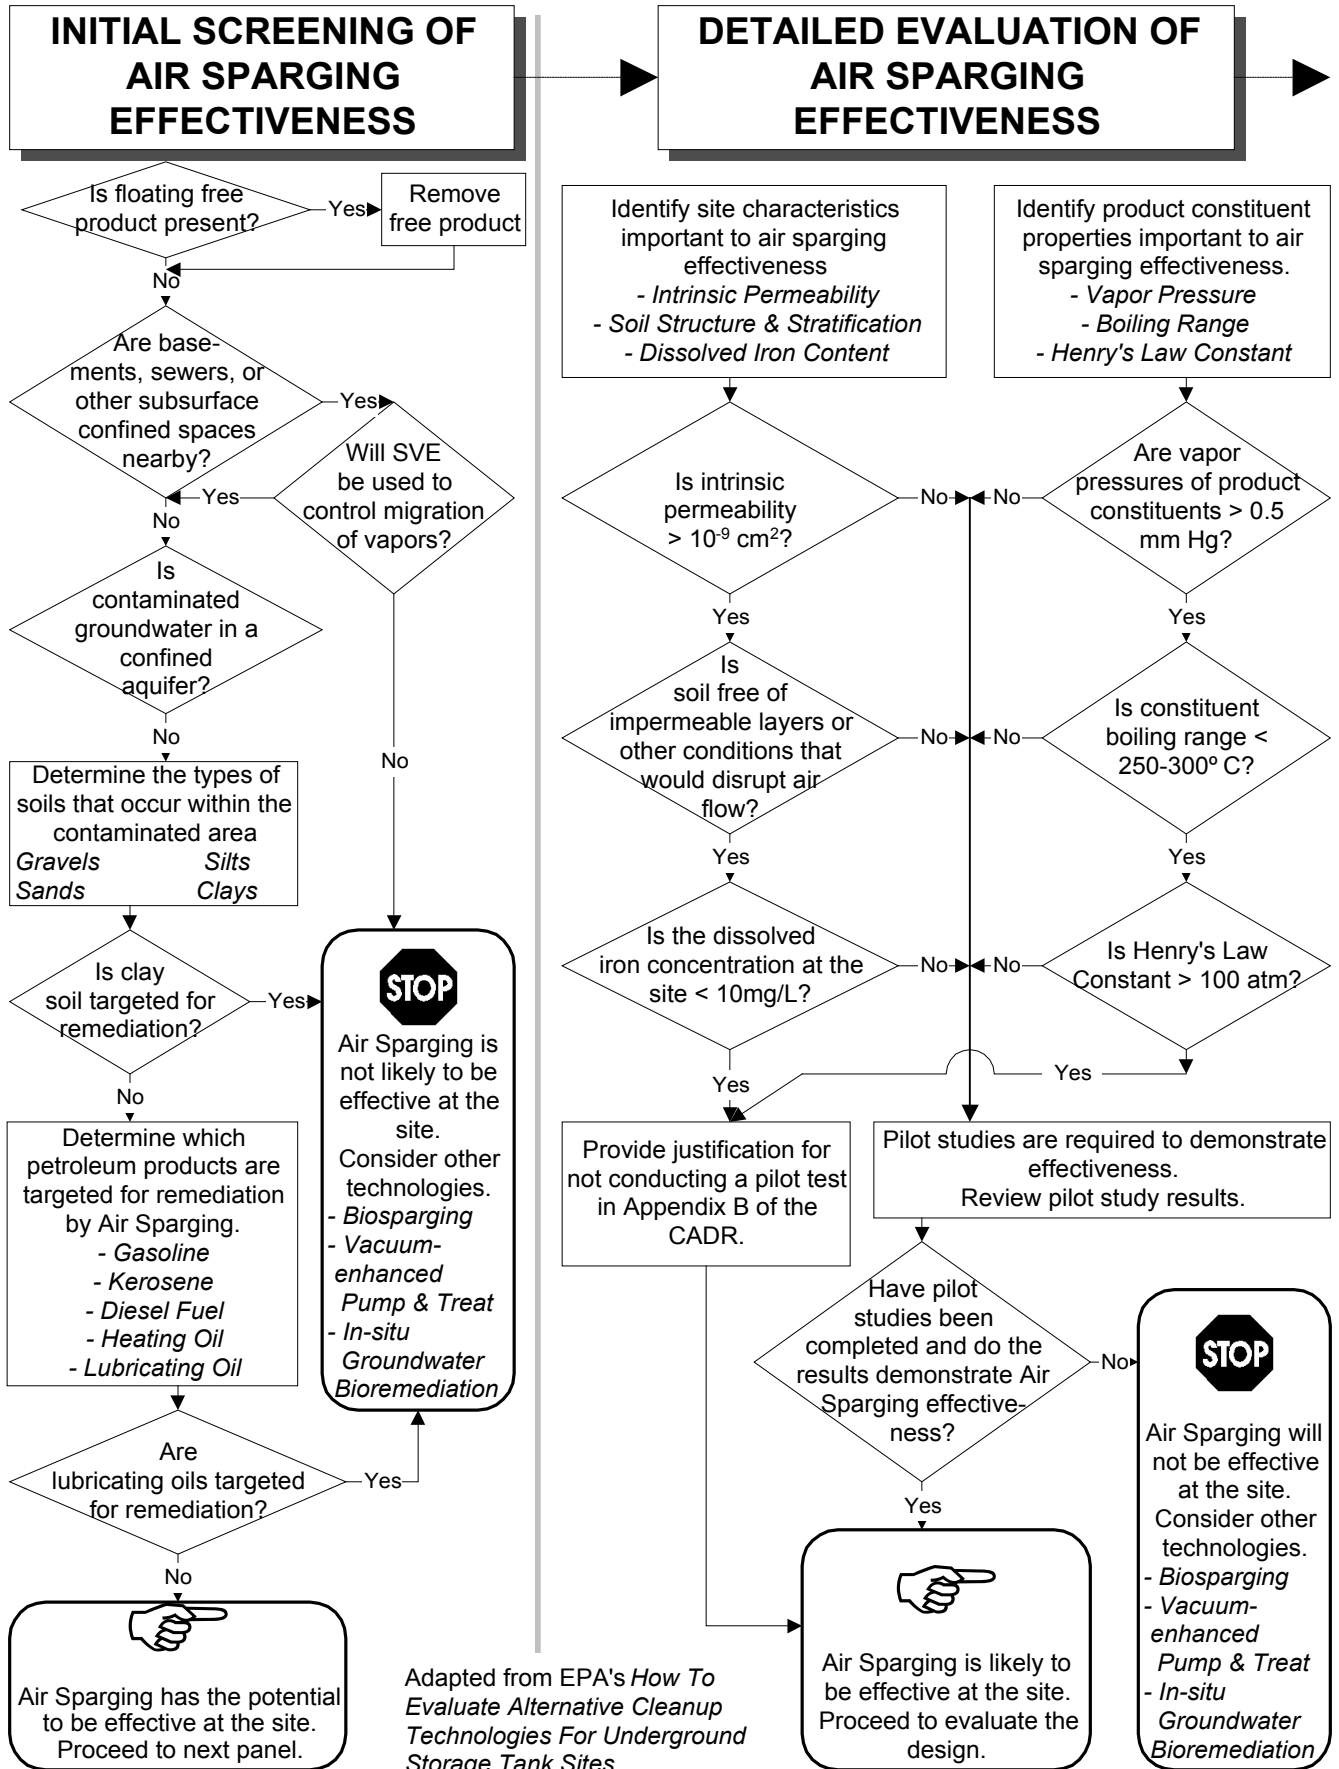 INITIAL SCREENING OF
AIR SPARGING
EFFECTIVENESS
Is floating free
product present?
Yes
Remove
free product
No
Are base-
ments, sewers, or
other subsurface
confined spaces
nearby?
Yes
Will SVE
be used to
control migration
of vapors?
Yes
No
No
Is
contaminated
groundwater in a
confined
aquifer?
No
Determine the types of
soils that occur within the
contaminated area
Gravels Silts
Sands Clays
Is clay
soil targeted for
remediation?
Yes
No
STOP
Air Sparging is
not likely to be
effective at the
site.
Consider other
technologies.
- Biosparging
- Vacuum-
enhanced
Pump & Treat
- In-situ
Groundwater
Bioremediation
Determine which
petroleum products are
targeted for remediation
by Air Sparging.
- Gasoline
- Kerosene
- Diesel Fuel
- Heating Oil
- Lubricating Oil
Are
lubricating oils targeted
for remediation?
Yes
No
Air Sparging has the potential
to be effective at the site.
Proceed to next panel.
DETAILED EVALUATION OF
AIR SPARGING
EFFECTIVENESS
Identify site characteristics
important to air sparging
effectiveness
- Intrinsic Permeability
- Soil Structure & Stratification
- Dissolved Iron Content
Is intrinsic
permeability
> 10⁻⁹ cm²?
No
Yes
Is
soil free of
impermeable layers or
other conditions that
would disrupt air
flow?
No
Yes
Is the dissolved
iron concentration at the
site < 10mg/L?
No
Yes
Identify product constituent
properties important to air
sparging effectiveness.
- Vapor Pressure
- Boiling Range
- Henry's Law Constant
Are vapor
pressures of product
constituents > 0.5
mm Hg?
No
Yes
Is constituent
boiling range <
250-300º C?
No
Yes
Is Henry's Law
Constant > 100 atm?
No
Yes
Provide justification for
not conducting a pilot test
in Appendix B of the
CADR.
Pilot studies are required to demonstrate
effectiveness.
Review pilot study results.
Have pilot
studies been
completed and do the
results demonstrate Air
Sparging effective-
ness?
No
Yes
STOP
Air Sparging will
not be effective
at the site.
Consider other
technologies.
- Biosparging
- Vacuum-
enhanced
Pump & Treat
- In-situ
Groundwater
Bioremediation
Air Sparging is likely to
be effective at the site.
Proceed to evaluate the
design.
Adapted from EPA's How To
Evaluate Alternative Cleanup
Technologies For Underground
Storage Tank Sites